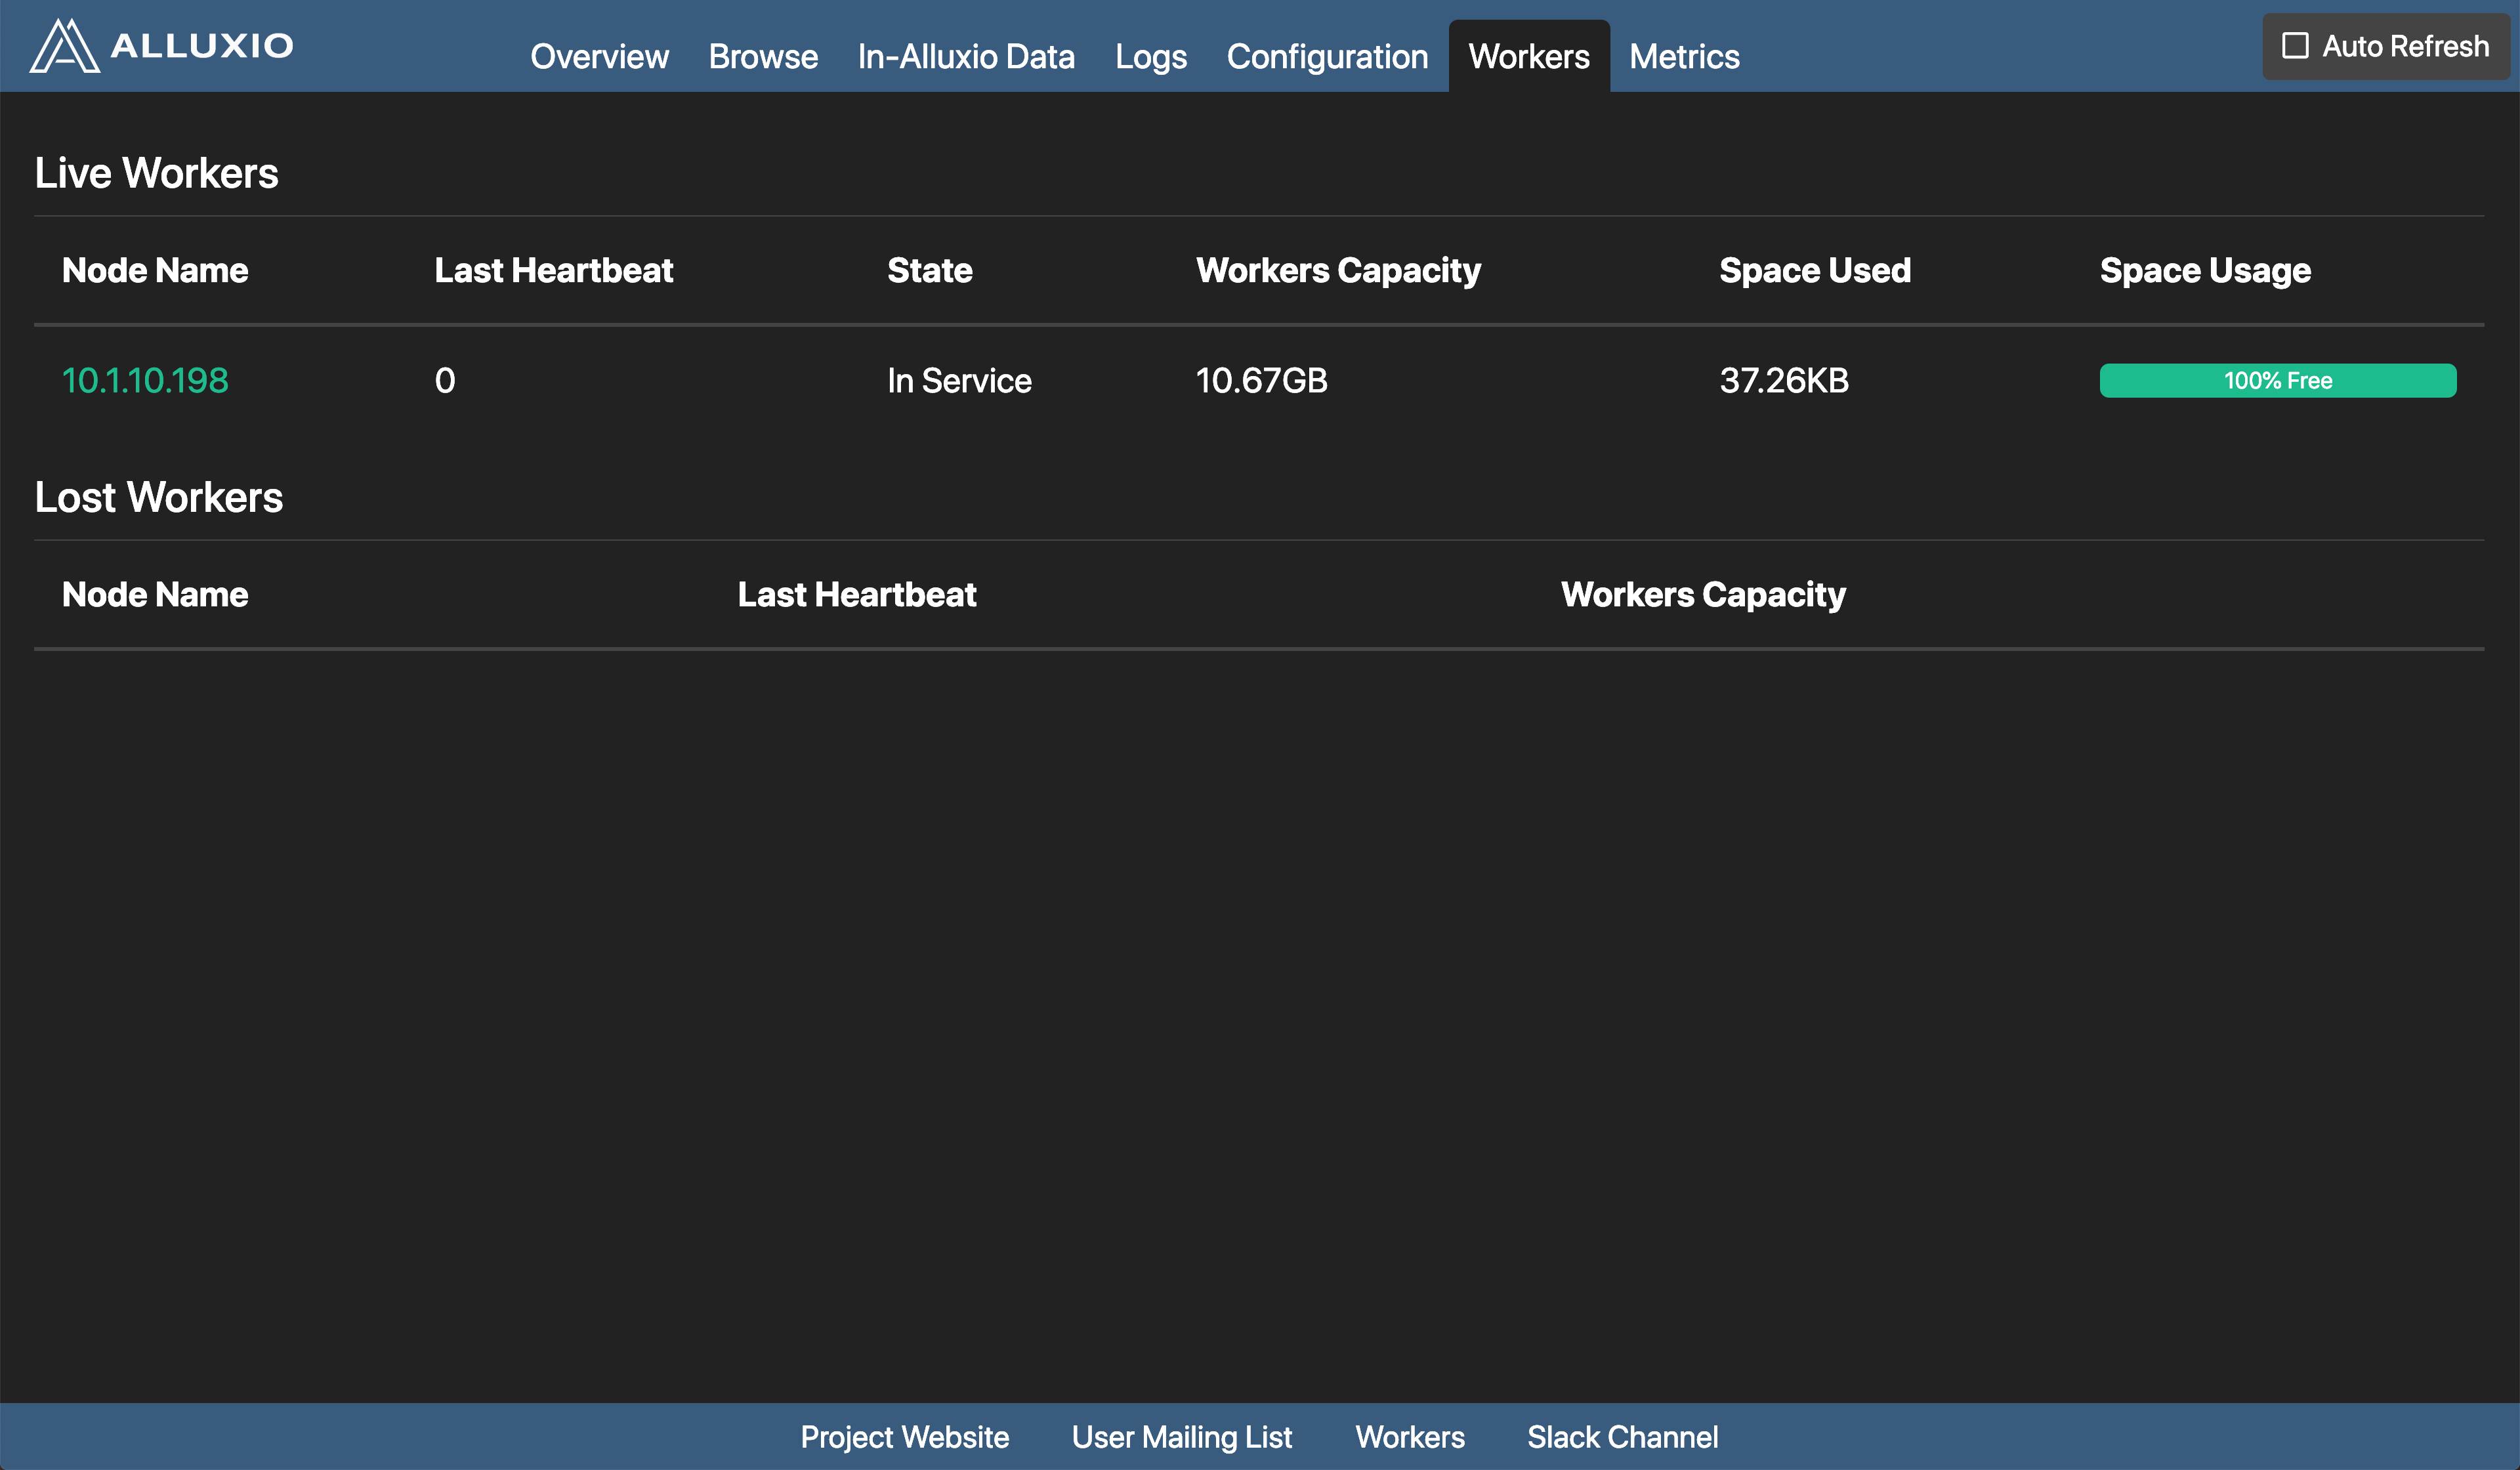 ALLUXIO Overview Browse In-Alluxio Data Logs Configuration Workers Metrics Auto Refresh
Live Workers
Node Name Last Heartbeat State Workers Capacity Space Used Space Usage
10.1.10.198 0 In Service 10.67GB 37.26KB 100% Free
Lost Workers
Node Name Last Heartbeat Workers Capacity
Project Website User Mailing List Workers Slack Channel